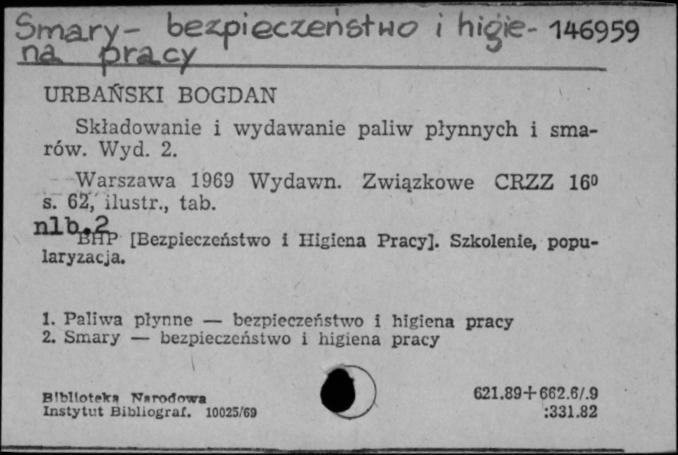 Smary - bezpieczeństwo i higie- 146959
na pracy
URBAŃSKI BOGDAN
Składowanie i wydawanie paliw płynnych i sma-
rów. Wyd. 2.
Warszawa 1969 Wydawn. Związkowe CRZZ 16⁰
s. 62, ilustr., tab.
nlb.2
BHP [Bezpieczeństwo i Higiena Pracy]. Szkolenie, popu-
laryzacja.
1. Paliwa płynne — bezpieczeństwo i higiena pracy
2. Smary — bezpieczeństwo i higiena pracy
Biblioteka Narodowa
Instytut Bibliograf. 10025/69
621.89+662.6/.9
:331.82